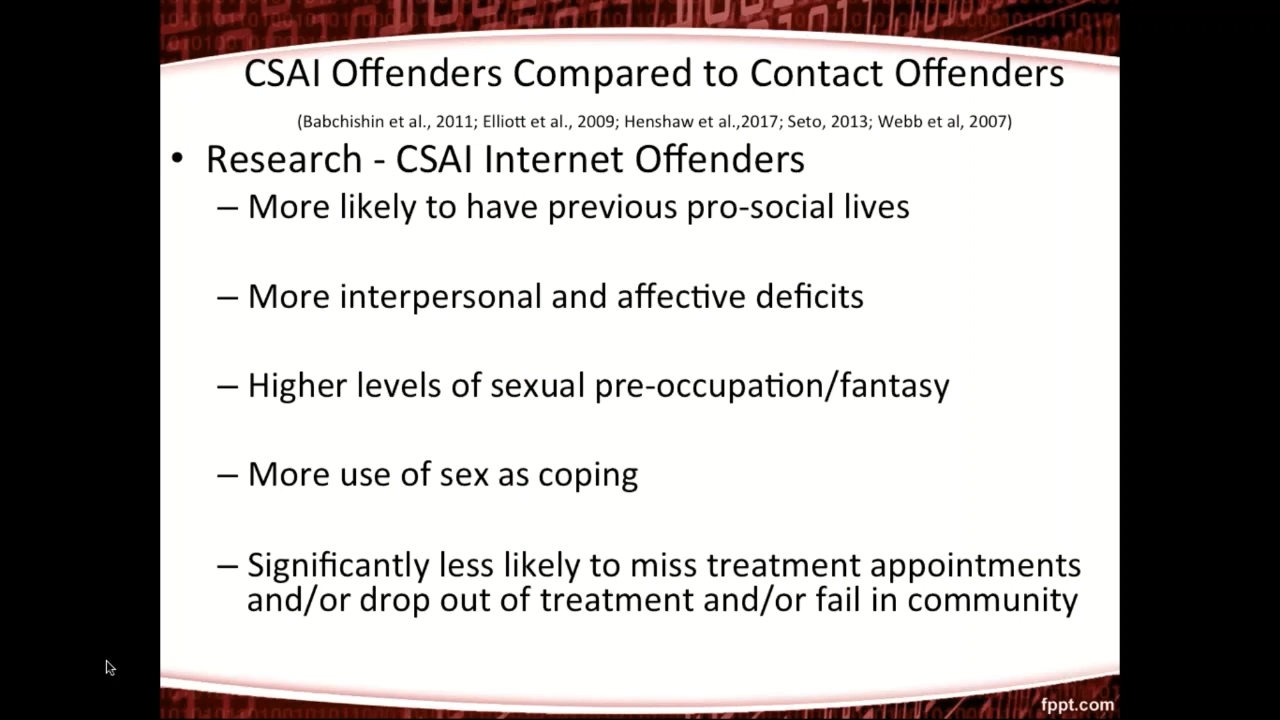 CSAI Offenders Compared to Contact Offenders
(Babchishin et al., 2011; Elliott et al., 2009; Henshaw et al.,2017; Seto, 2013; Webb et al, 2007)
• Research - CSAI Internet Offenders
– More likely to have previous pro-social lives
– More interpersonal and affective deficits
– Higher levels of sexual pre-occupation/fantasy
– More use of sex as coping
– Significantly less likely to miss treatment appointments
and/or drop out of treatment and/or fail in community
fppt.com